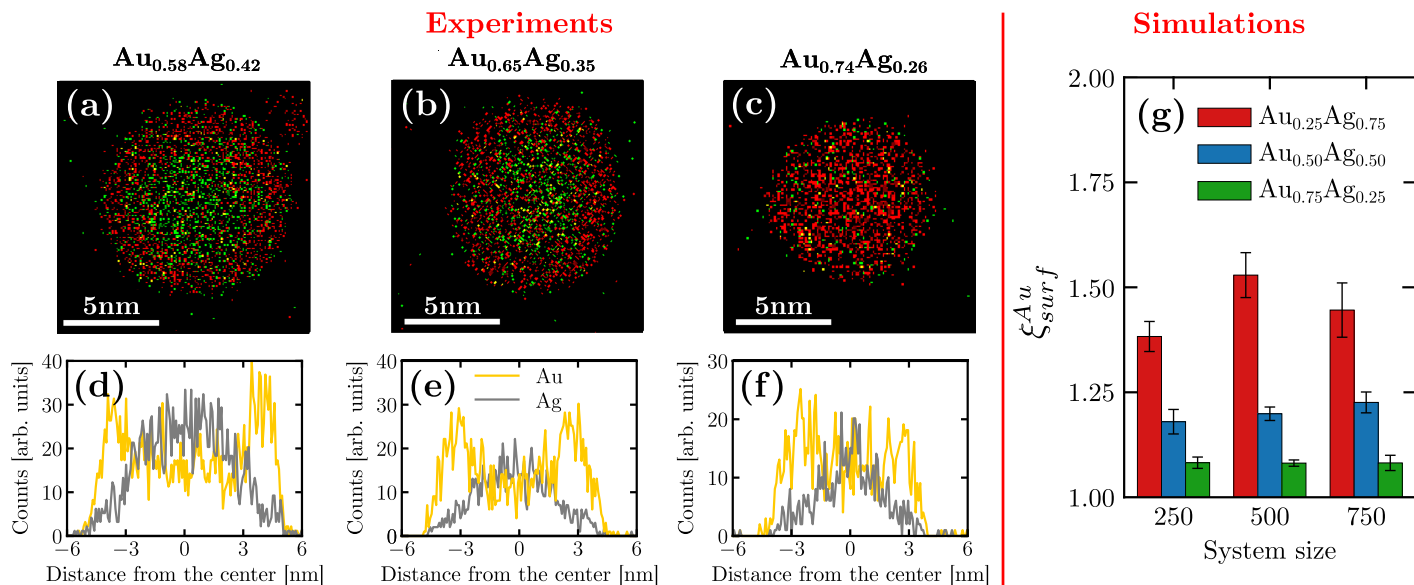 Experiments
Simulations
Au0.58Ag0.42
Au0.65Ag0.35
Au0.74Ag0.26
(a)
5nm
(b)
5nm
(c)
5nm
(d)
Counts [arb. units]
40
30
20
10
0
−6 −3 0 3 6
Distance from the center [nm]
(e)
Au
Ag
Counts [arb. units]
40
30
20
10
0
−6 −3 0 3 6
Distance from the center [nm]
(f)
Counts [arb. units]
30
20
10
0
−6 −3 0 3 6
Distance from the center [nm]
(g)
Au0.25Ag0.75
Au0.50Ag0.50
Au0.75Ag0.25
ξ^Au_surf
2.00
1.75
1.50
1.25
1.00
250 500 750
System size